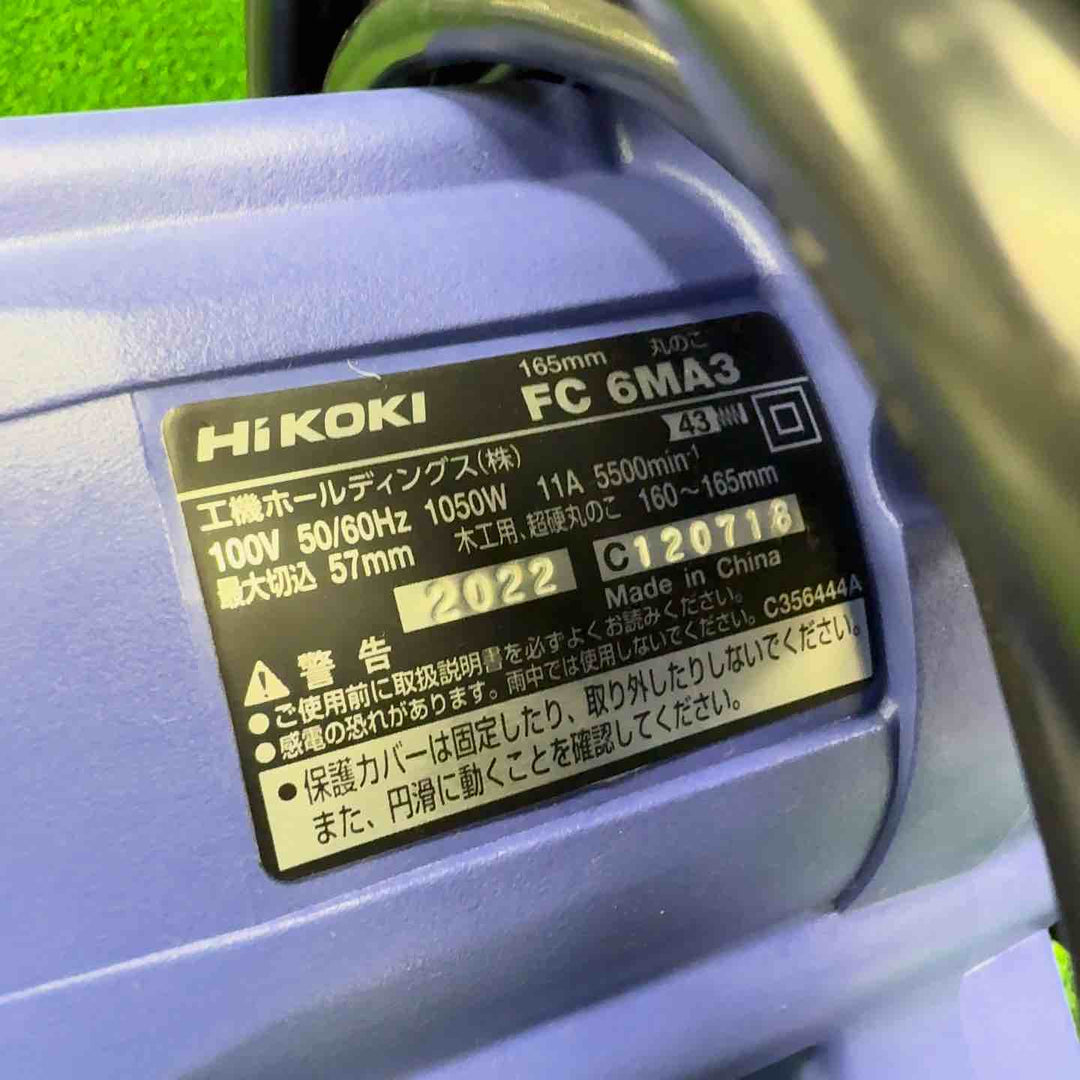 165mm 丸のこ
HiKOKI FC 6MA3
工機ホールディングス(株) 43
100V 50/60Hz 1050W 11A 5500min-1
最大切込 57mm 木工用、超硬丸のこ 160〜165mm
2022 C120718
Made in China
警告 C356444A
●ご使用前に取扱説明書を必ずよくお読みください。
●感電の恐れがあります。雨中では使用しないでください。
●保護カバーは固定したり、取り外したりしないでください。
また、円滑に動くことを確認してください。